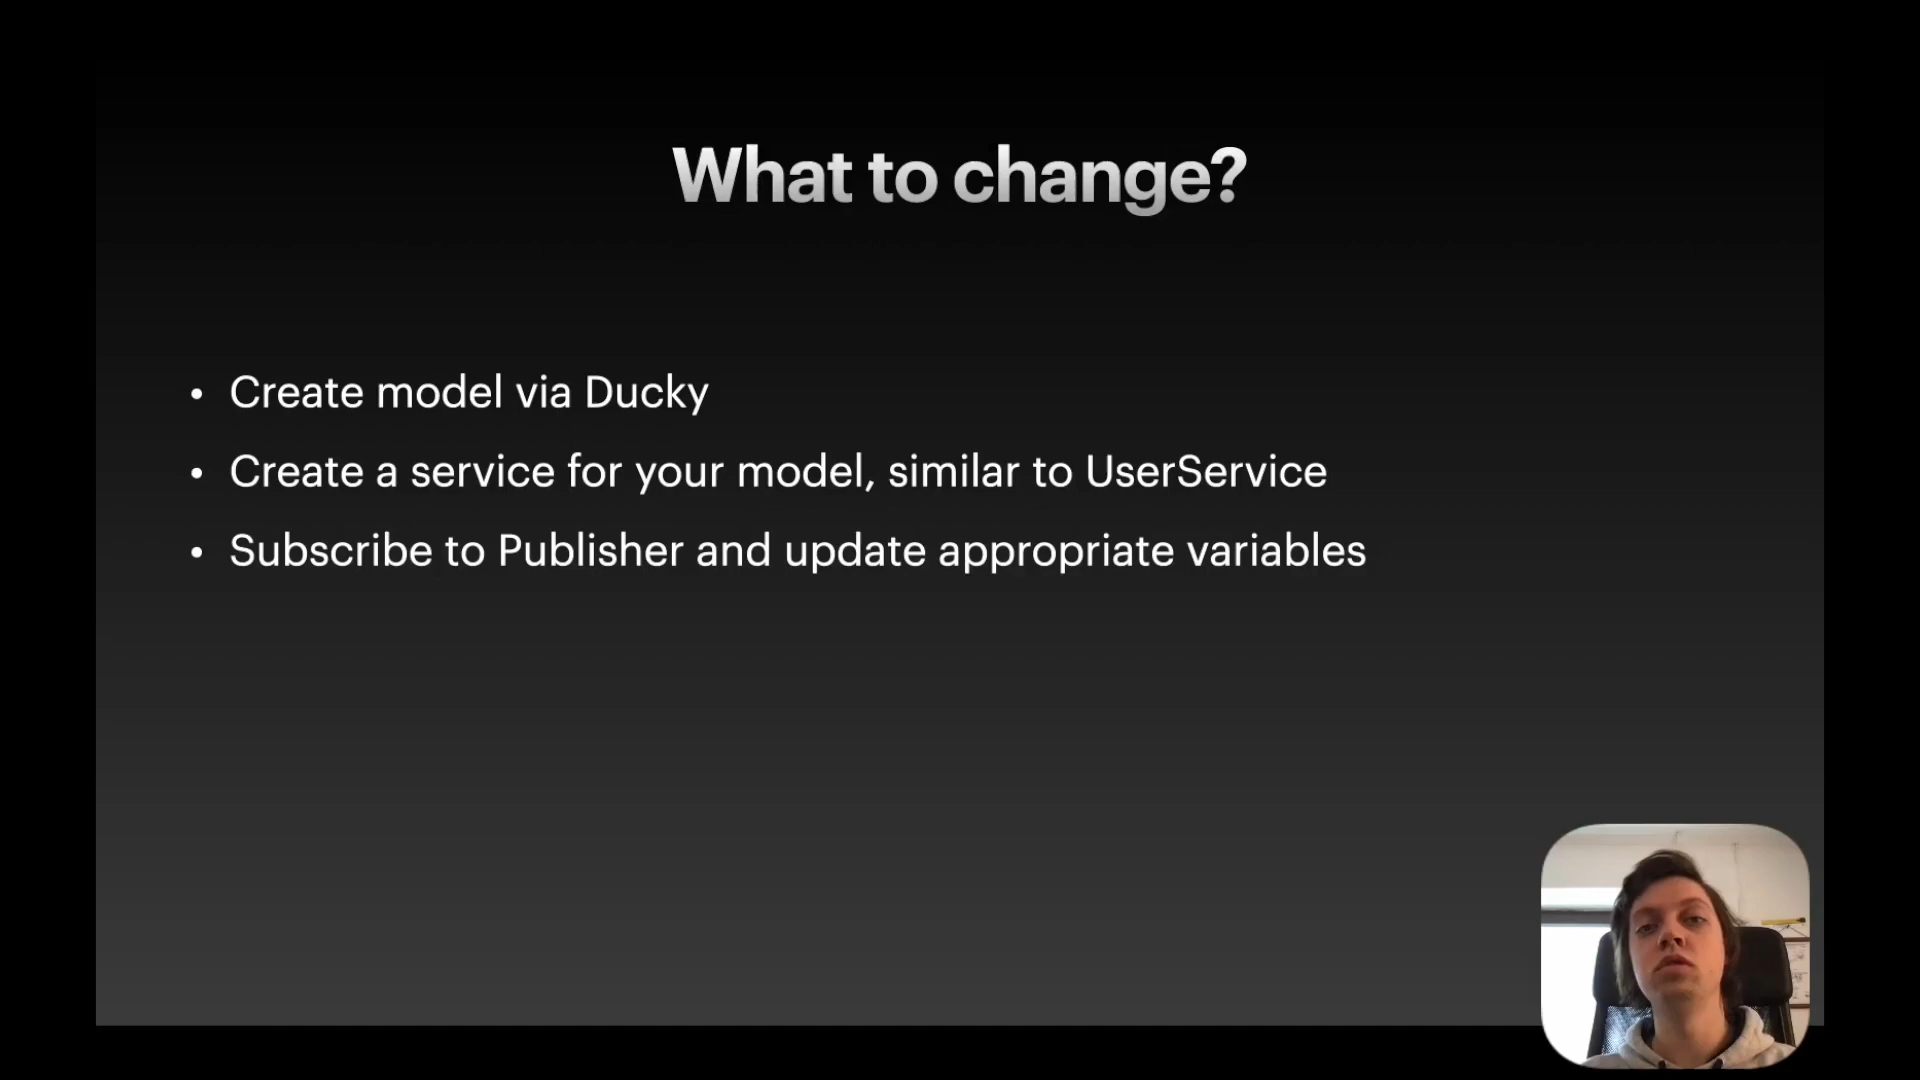 What to change?
• Create model via Ducky
• Create a service for your model, similar to UserService
• Subscribe to Publisher and update appropriate variables